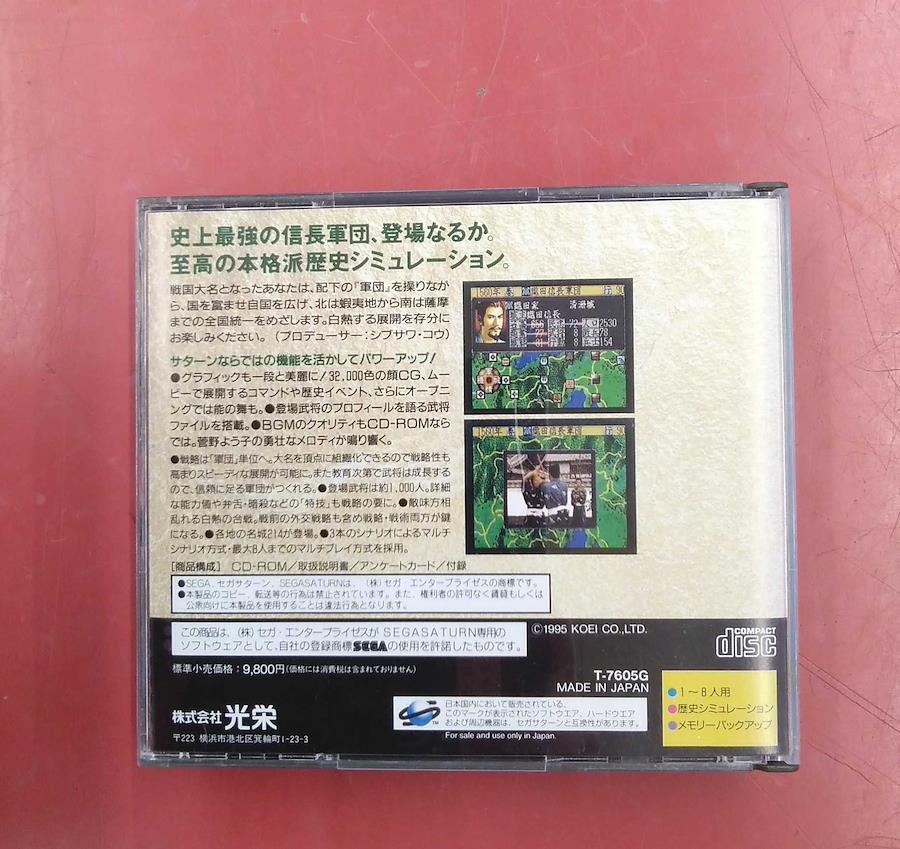 史上最強の信長軍団、登場なるか。
至高の本格派歴史シミュレーション。
戦国大名となったあなたは、配下の「軍団」を操りなが
ら、国を富ませ自国を広げ、北は蝦夷地から南は薩摩
までの全国統一をめざします。白熱する展開を存分に
お楽しみください。(プロデューサー:シブサワ・コウ)
サターンならではの機能を活かしてパワーアップ!
●グラフィックも一段と美麗に!32,000色の顔CG、ムー
ビーで展開するコマンドや歴史イベント、さらにオープニ
ングでは能の舞も。●登場武将のプロフィールを語る武将
ファイルを搭載。●BGMのクオリティもCD-ROMなら
では。菅野よう子の勇壮なメロディが鳴り響く。
●戦略は「軍団」単位へ。大名を頂点に組織化できるので戦略性も
高まりスピーディな展開が可能に。また教育次第で武将は成長する
ので、信頼に足る軍団がつくれる。●登場武将は約1,000人。詳細
な能力値や弁舌・暗殺などの「特技」も戦略の要に。●敵味方相
乱れる白熱の合戦。戦前の外交戦略も含め戦略・戦術両方が鍵
になる。●各地の名城214が登場。●3本のシナリオによるマルチ
シナリオ方式・最大8人までのマルチプレイ方式を採用。
[商品構成] CD-ROM/取扱説明書/アンケートカード/付録
●SEGA、セガサターン、SEGASATURNは、(株)セガ・エンタープライゼスの商標です。
●本製品のコピー、転送等の行為は禁止されています。また、権利者の許可なく賃貿もしくは
公衆向けに本製品を使用することは違法行為となります。
1560年 春 織田信長軍団
織田家 清洲城
織田信長
656 72 2530
77 8 78
81 8 154
1560年 春 織田信長軍団
この商品は、(株)セガ・エンタープライゼスがSEGASATURN専用の
ソフトウェアとして、自社の登録商標SEGAの使用を許諾したものです。
©1995 KOEI CO.,LTD.
COMPACT
disc
標準小売価格:9,800円(価格には消費税は含まれておりません)
T-7605G
MADE IN JAPAN
株式会社光栄
〒223 横浜市港北区箕輪町1-23-3
日本国内において販売されている、
このマークが表示されたソフトウエア、ハードウエア
および周辺機器は、セガサターンと互換性があります。
For sale and use only in Japan.
TM
●1~8人用
●歴史シミュレーション
●メモリーバックアップ